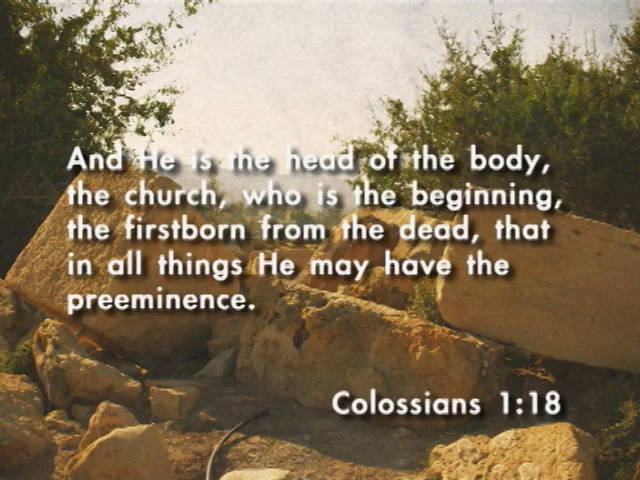 And He is the head of the body,
the church, who is the beginning,
the firstborn from the dead, that
in all things He may have the
preeminence.
Colossians 1:18